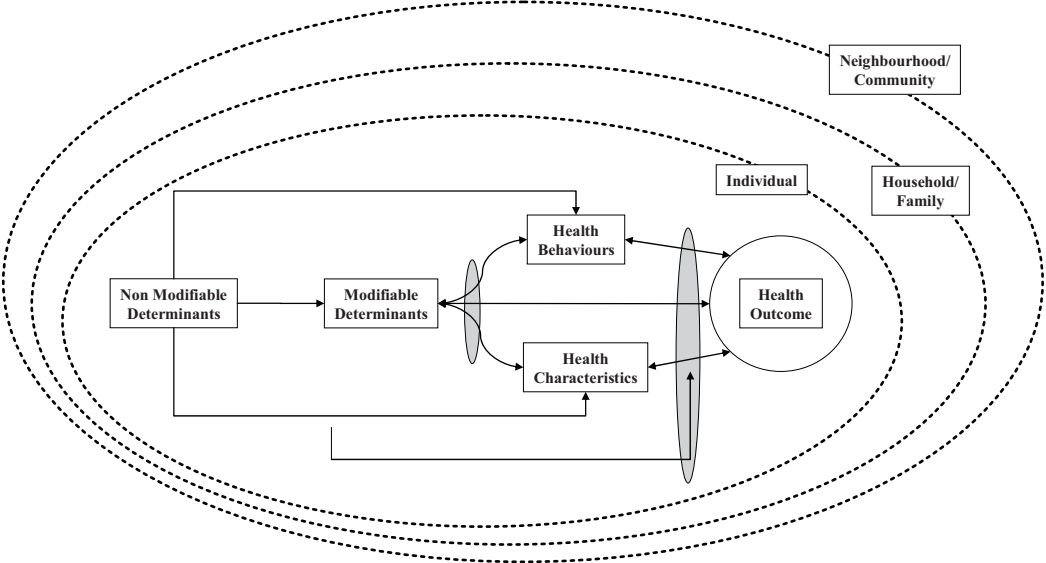 Neighbourhood/
Community
Individual
Household/
Family
Health
Behaviours
Non Modifiable
Determinants
Modifiable
Determinants
Health
Outcome
Health
Characteristics